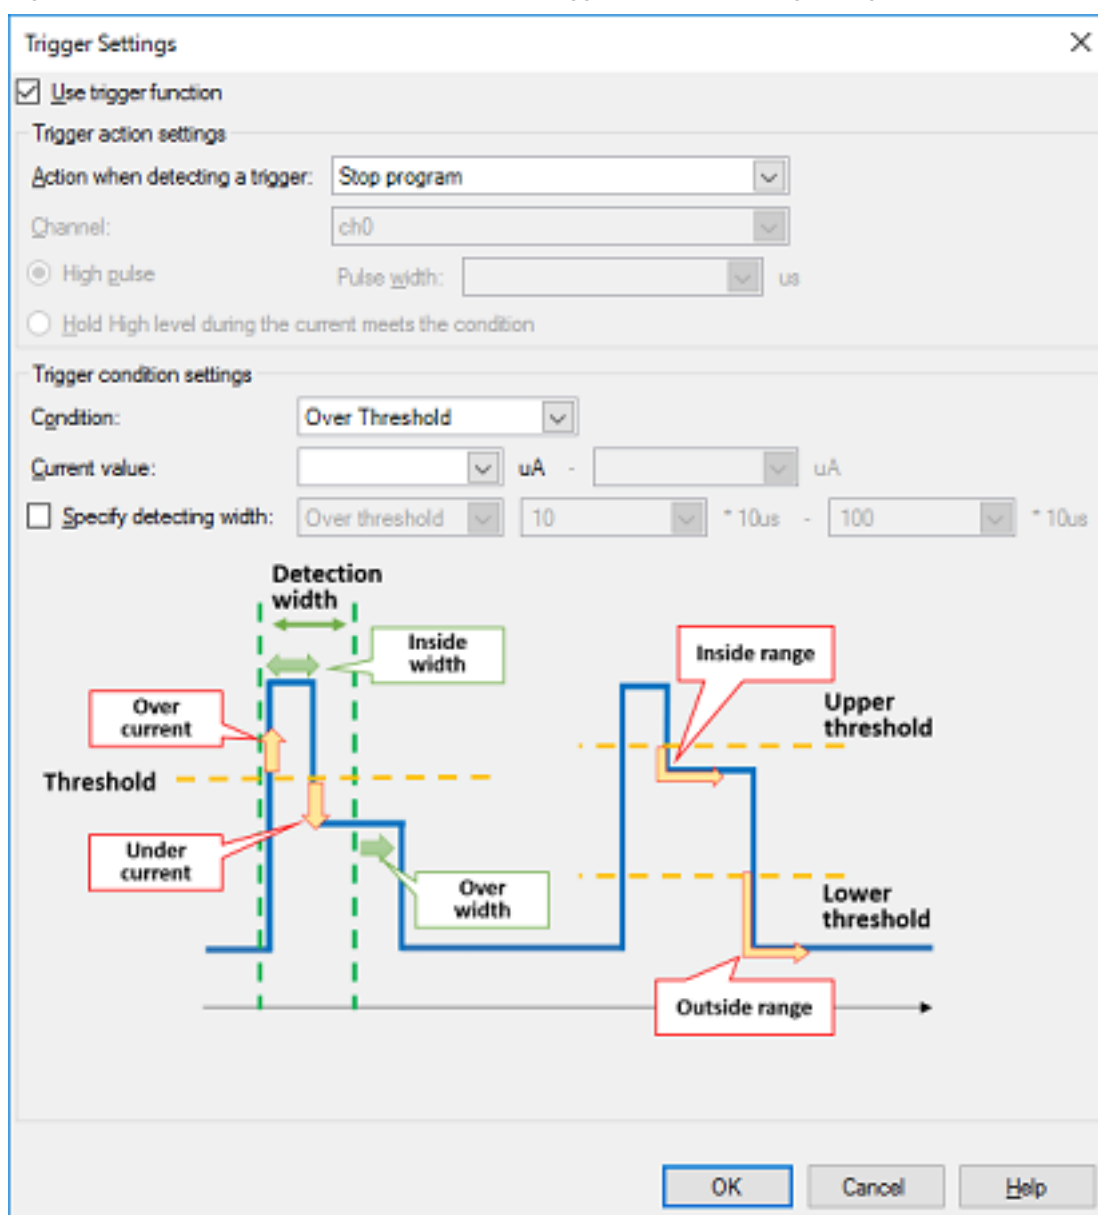 Trigger Settings
Use trigger function
Trigger action settings
Action when detecting a trigger: Stop program
Channel: ch0
High pulse Pulse width: us
Hold High level during the current meets the condition
Trigger condition settings
Condition: Over Threshold
Current value: uA - uA
Specify detecting width: Over threshold 10 * 10us - 100 * 10us
Detection
width
Inside
width
Over
current
Threshold
Under
current
Over
width
Inside range
Upper
threshold
Lower
threshold
Outside range
OK Cancel Help